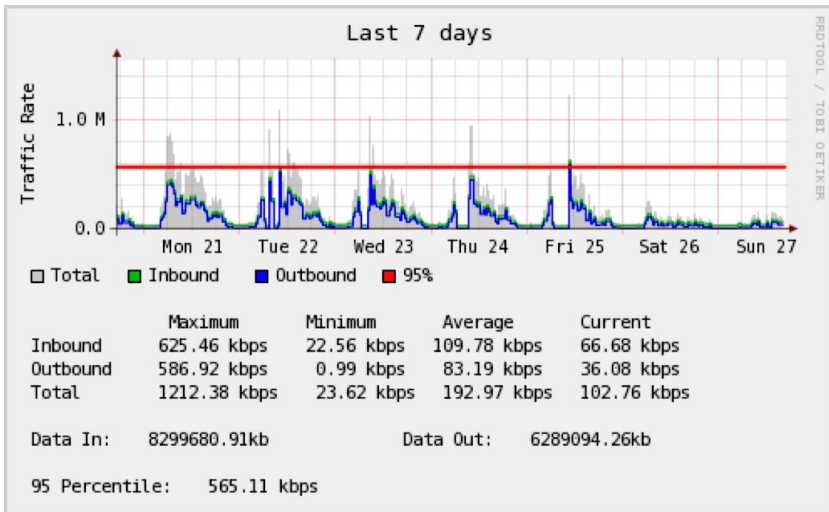 Last 7 days
RRDTOOL / TOBI OETIKER
Traffic Rate
1.0 M
0.0
Mon 21 Tue 22 Wed 23 Thu 24 Fri 25 Sat 26 Sun 27
Total Inbound Outbound 95%
Maximum Minimum Average Current
Inbound 625.46 kbps 22.56 kbps 109.78 kbps 66.68 kbps
Outbound 586.92 kbps 0.99 kbps 83.19 kbps 36.08 kbps
Total 1212.38 kbps 23.62 kbps 192.97 kbps 102.76 kbps
Data In: 8299680.91kb Data Out: 6289094.26kb
95 Percentile: 565.11 kbps